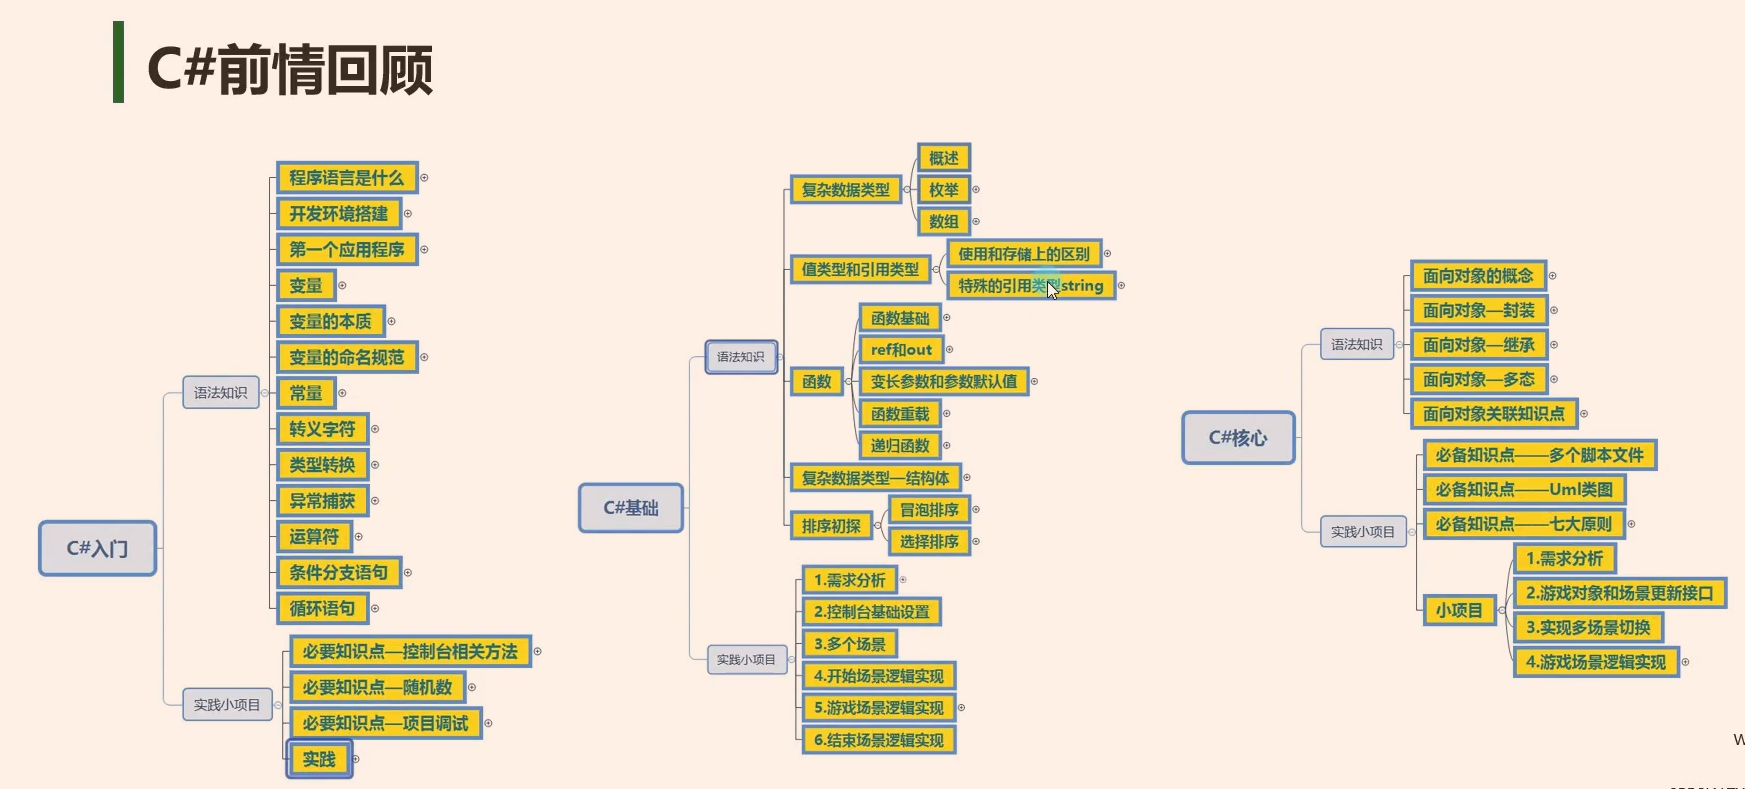 C#前情回顾
C#入门
语法知识
程序语言是什么
开发环境搭建
第一个应用程序
变量
变量的本质
变量的命名规范
常量
转义字符
类型转换
异常捕获
运算符
条件分支语句
循环语句
实践小项目
必要知识点—控制台相关方法
必要知识点—随机数
必要知识点—项目调试
实践
C#基础
语法知识
复杂数据类型
概述
枚举
数组
值类型和引用类型
使用和存储上的区别
特殊的引用类型string
函数
函数基础
ref和out
变长参数和参数默认值
函数重载
递归函数
复杂数据类型—结构体
排序初探
冒泡排序
选择排序
实践小项目
1.需求分析
2.控制台基础设置
3.多个场景
4.开始场景逻辑实现
5.游戏场景逻辑实现
6.结束场景逻辑实现
C#核心
语法知识
面向对象的概念
面向对象—封装
面向对象—继承
面向对象—多态
面向对象关联知识点
实践小项目
必备知识点——多个脚本文件
必备知识点——Uml类图
必备知识点——七大原则
小项目
1.需求分析
2.游戏对象和场景更新接口
3.实现多场景切换
4.游戏场景逻辑实现
W